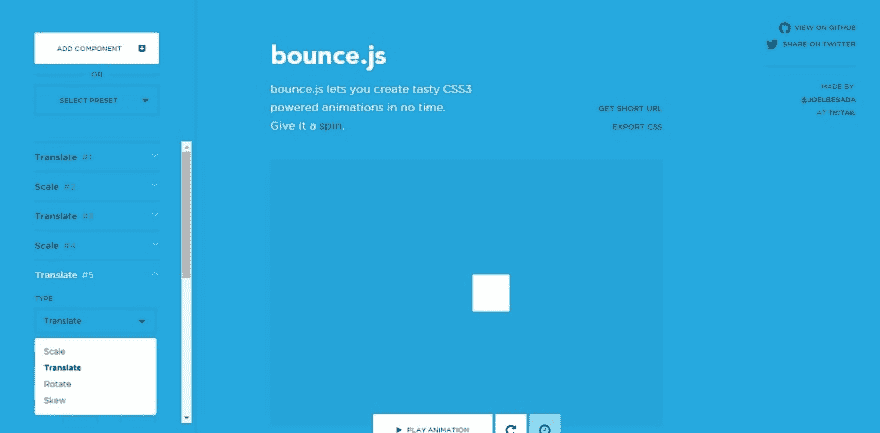 ADD COMPONENT
OR
SELECT PRESET
Translate #1
Scale #2
Translate #3
Scale #4
Translate #5
TYPE
Translate
Scale
Translate
Rotate
Skew
bounce.js
bounce.js lets you create tasty CSS3
powered animations in no time.
Give it a spin.
GET SHORT URL
EXPORT CSS
PLAY ANIMATION
VIEW ON GITHUB
SHARE ON TWITTER
MADE BY
@JOELBESADA
AT TICTAIL